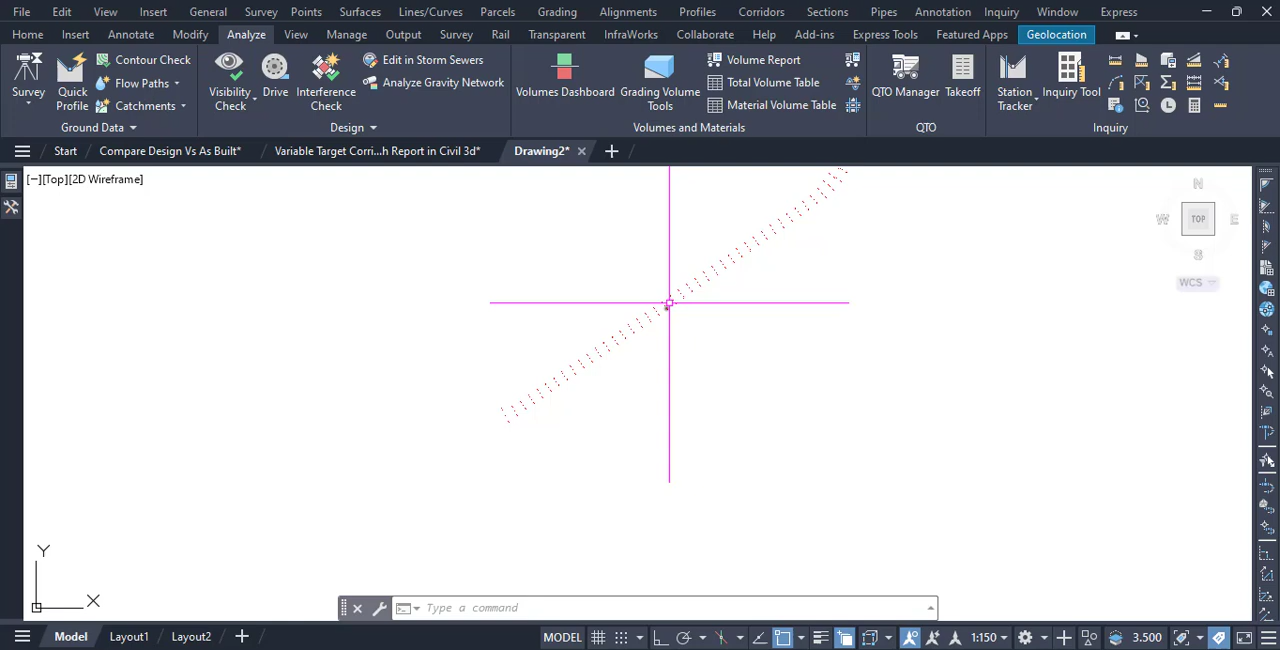 File Edit View Insert General Survey Points Surfaces Lines/Curves Parcels Grading Alignments Profiles Corridors Sections Pipes Annotation Inquiry Window Express
Home Insert Annotate Modify Analyze View Manage Output Survey Rail Transparent InfraWorks Collaborate Help Add-ins Express Tools Featured Apps Geolocation
Survey
Quick Profile
Contour Check
Flow Paths
Catchments
Ground Data
Visibility Check
Drive
Interference Check
Edit in Storm Sewers
Analyze Gravity Network
Design
Volumes Dashboard
Grading Volume Tools
Volume Report
Total Volume Table
Material Volume Table
Volumes and Materials
QTO Manager
Takeoff
QTO
Station Tracker
Inquiry Tool
Inquiry
Start Compare Design Vs As Built* Variable Target Corri...h Report in Civil 3d* Drawing2*
[−][Top][2D Wireframe]
N
W TOP E
S
WCS
Y
X
Type a command
Model Layout1 Layout2 MODEL 1:150 3.500